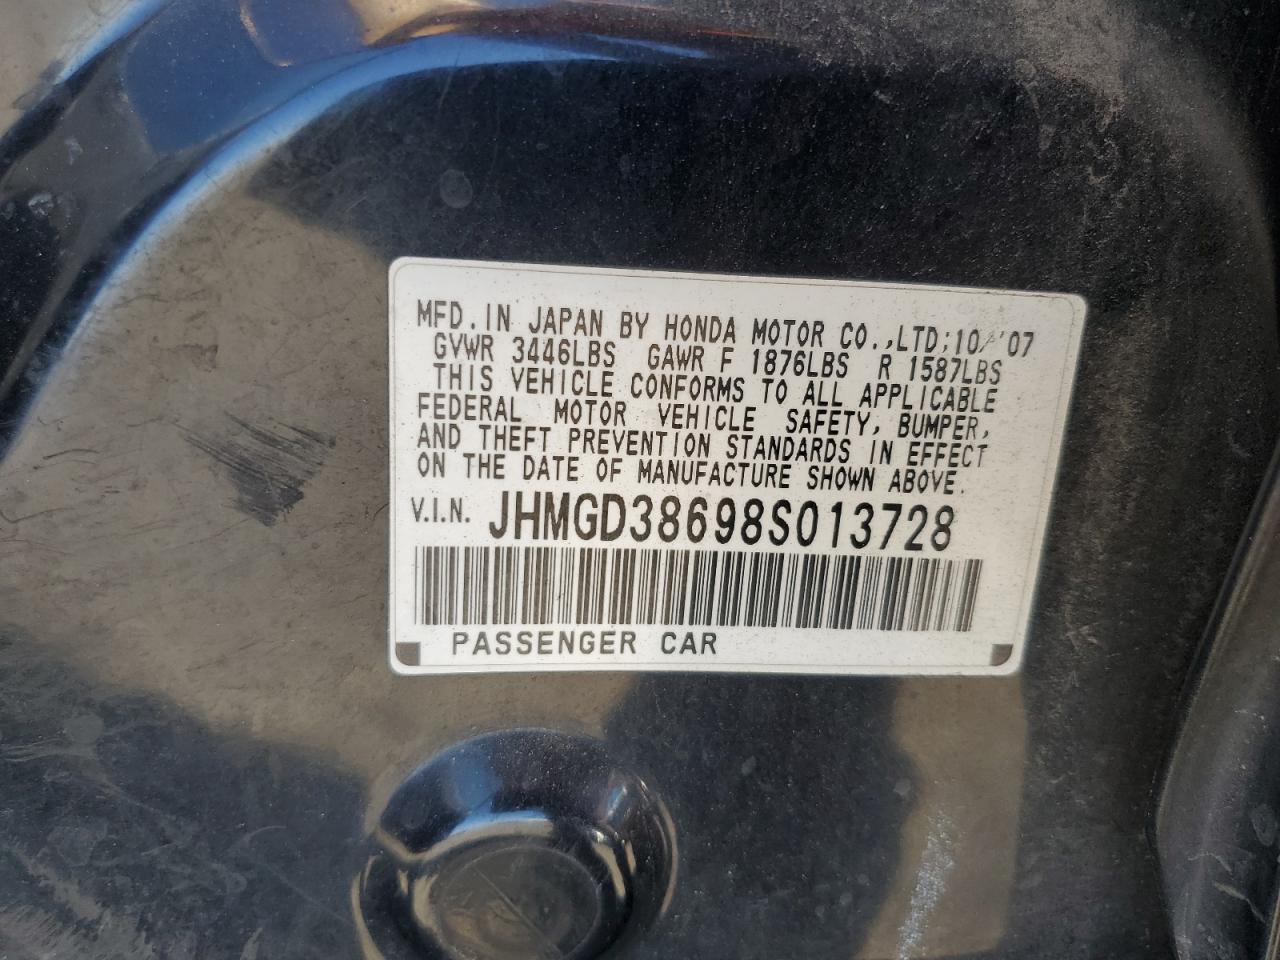 MFD. IN JAPAN BY HONDA MOTOR CO.,LTD;10/'07
GVWR 3446LBS GAWR F 1876LBS R 1587LBS
THIS VEHICLE CONFORMS TO ALL APPLICABLE
FEDERAL MOTOR VEHICLE SAFETY, BUMPER,
AND THEFT PREVENTION STANDARDS IN EFFECT
ON THE DATE OF MANUFACTURE SHOWN ABOVE.
V.I.N. JHMGD38698S013728
PASSENGER CAR